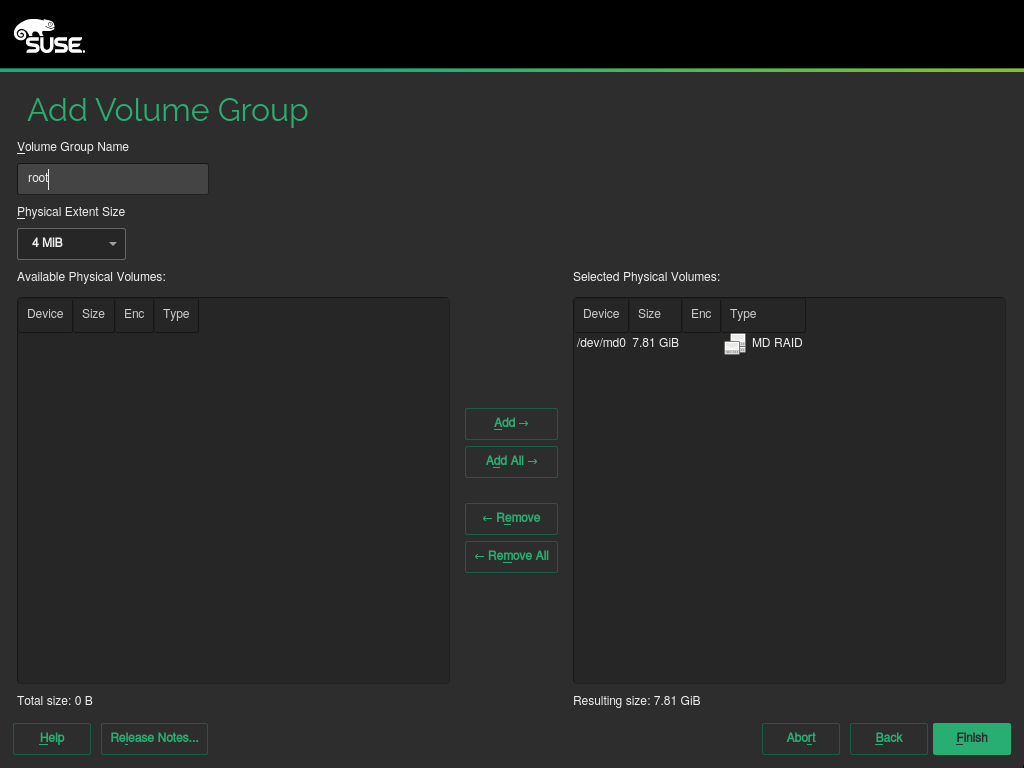 SUSE
Add Volume Group
Volume Group Name
root
Physical Extent Size
4 MiB
Available Physical Volumes:
Device Size Enc Type
Selected Physical Volumes:
Device Size Enc Type
/dev/md0 7.81 GiB MD RAID
Add →
Add All →
← Remove
← Remove All
Total size: 0 B
Resulting size: 7.81 GiB
Help
Release Notes...
Abort
Back
Finish